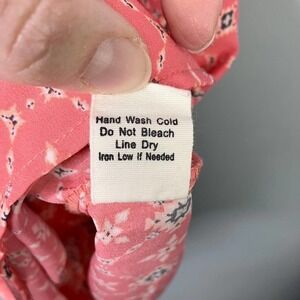 Hand Wash Cold
Do Not Bleach
Line Dry
Iron Low If Needed